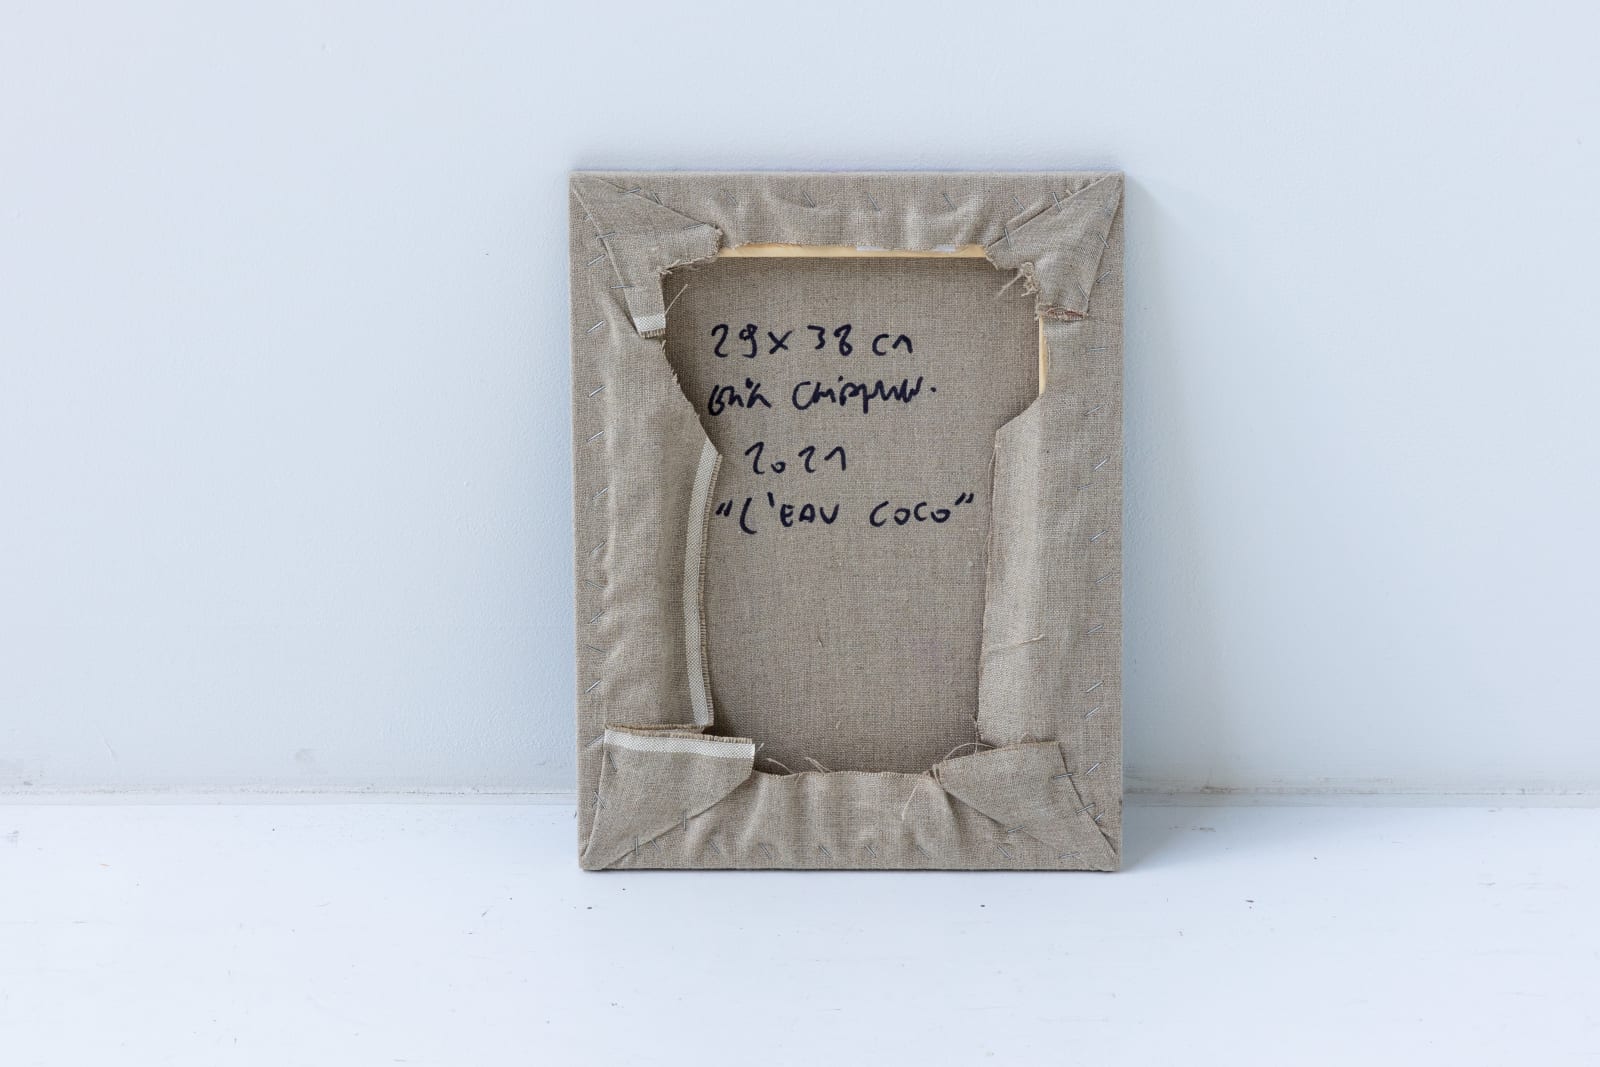 29 x 38 cm
2021
"L'EAU COCO"